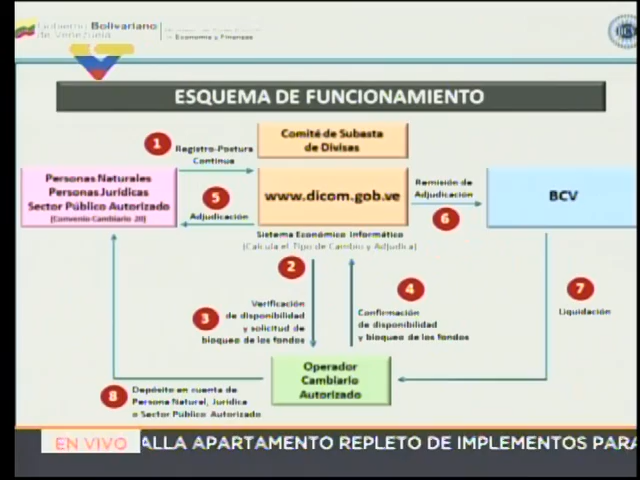 Gobierno Bolivariano
de Venezuela
de Economía y Finanzas
BCV
ESQUEMA DE FUNCIONAMIENTO
1
Registro-Postura
Continua
Comité de Subasta
de Divisas
Personas Naturales
Personas Jurídicas
Sector Público Autorizado
(Convenio Cambiario 20)
5
Adjudicación
www.dicom.gob.ve
Remisión de
Adjudicación
6
BCV
Sistema Económico Informático
(Calcula el Tipo de Cambio y Adjudica)
2
3
Verificación
de disponibilidad
y solicitud de
bloqueo de los fondos
4
Confirmación
de disponibilidad
y bloqueo de los fondos
7
Liquidación
Operador
Cambiario
Autorizado
8
Depósito en cuenta de
Persona Natural, Jurídica
o Sector Público Autorizado
EN VIVO
ALLA APARTAMENTO REPLETO DE IMPLEMENTOS PARA